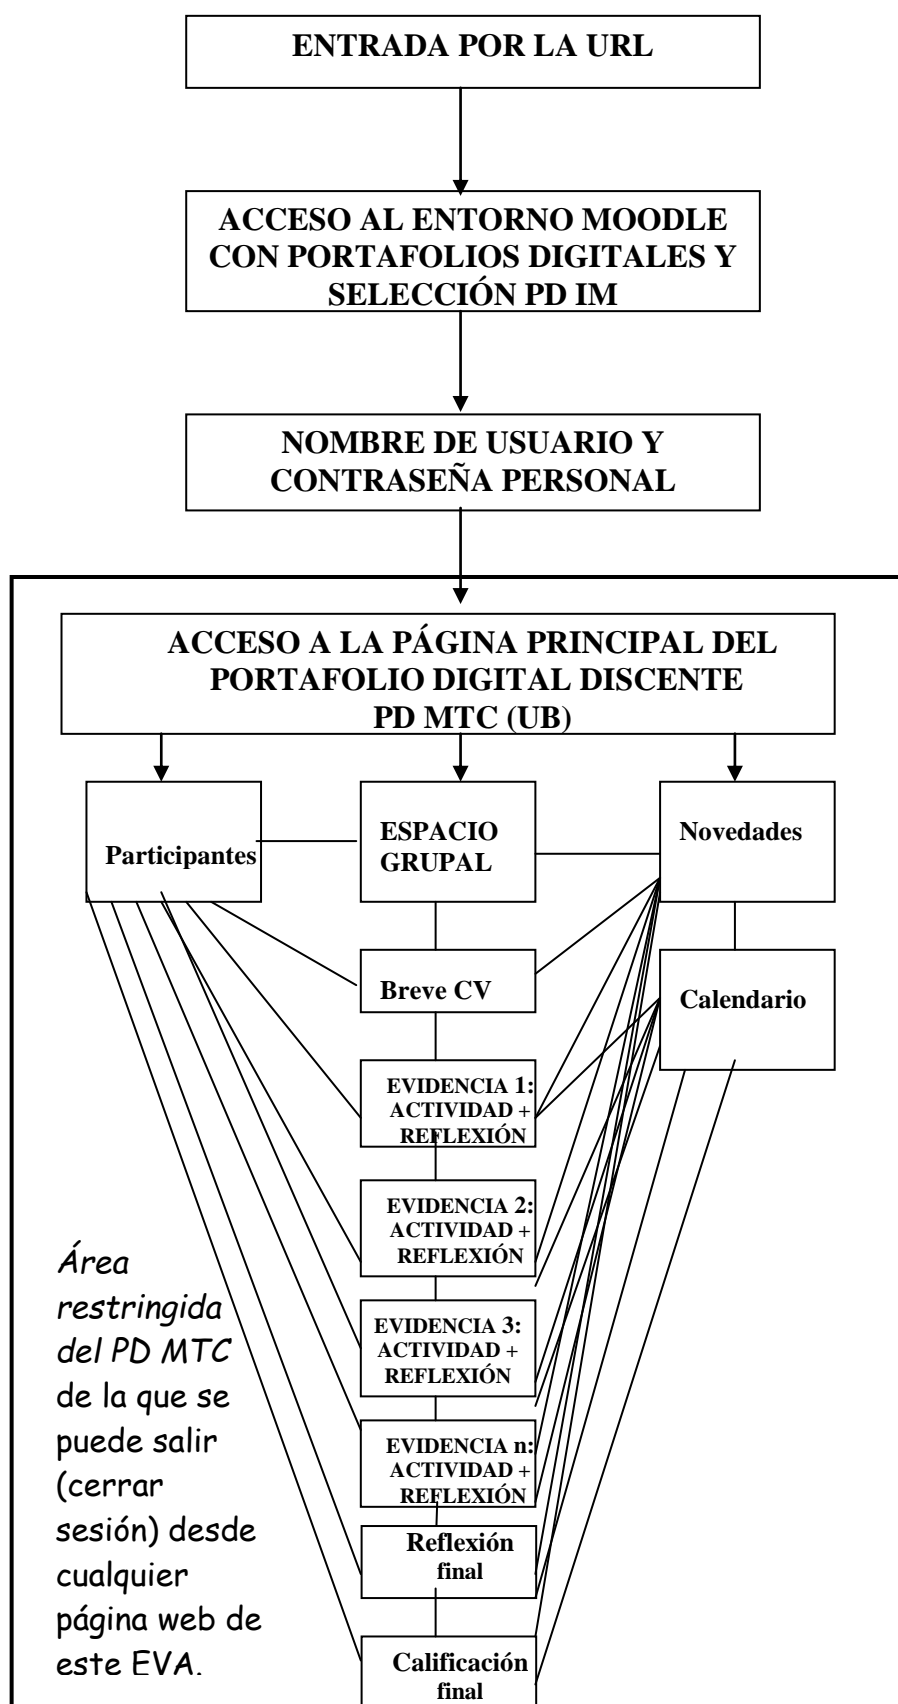 ENTRADA POR LA URL
ACCESO AL ENTORNO MOODLE
CON PORTAFOLIOS DIGITALES Y
SELECCIÓN PD IM
NOMBRE DE USUARIO Y
CONTRASEÑA PERSONAL
ACCESO A LA PÁGINA PRINCIPAL DEL
PORTAFOLIO DIGITAL DISCENTE
PD MTC (UB)
Participantes
ESPACIO
GRUPAL
Novedades
Breve CV
Calendario
EVIDENCIA 1:
ACTIVIDAD +
REFLEXIÓN
EVIDENCIA 2:
ACTIVIDAD +
REFLEXIÓN
EVIDENCIA 3:
ACTIVIDAD +
REFLEXIÓN
EVIDENCIA n:
ACTIVIDAD +
REFLEXIÓN
Reflexión
final
Calificación
final
Área
restringida
del PD MTC
de la que se
puede salir
(cerrar
sesión) desde
cualquier
página web de
este EVA.